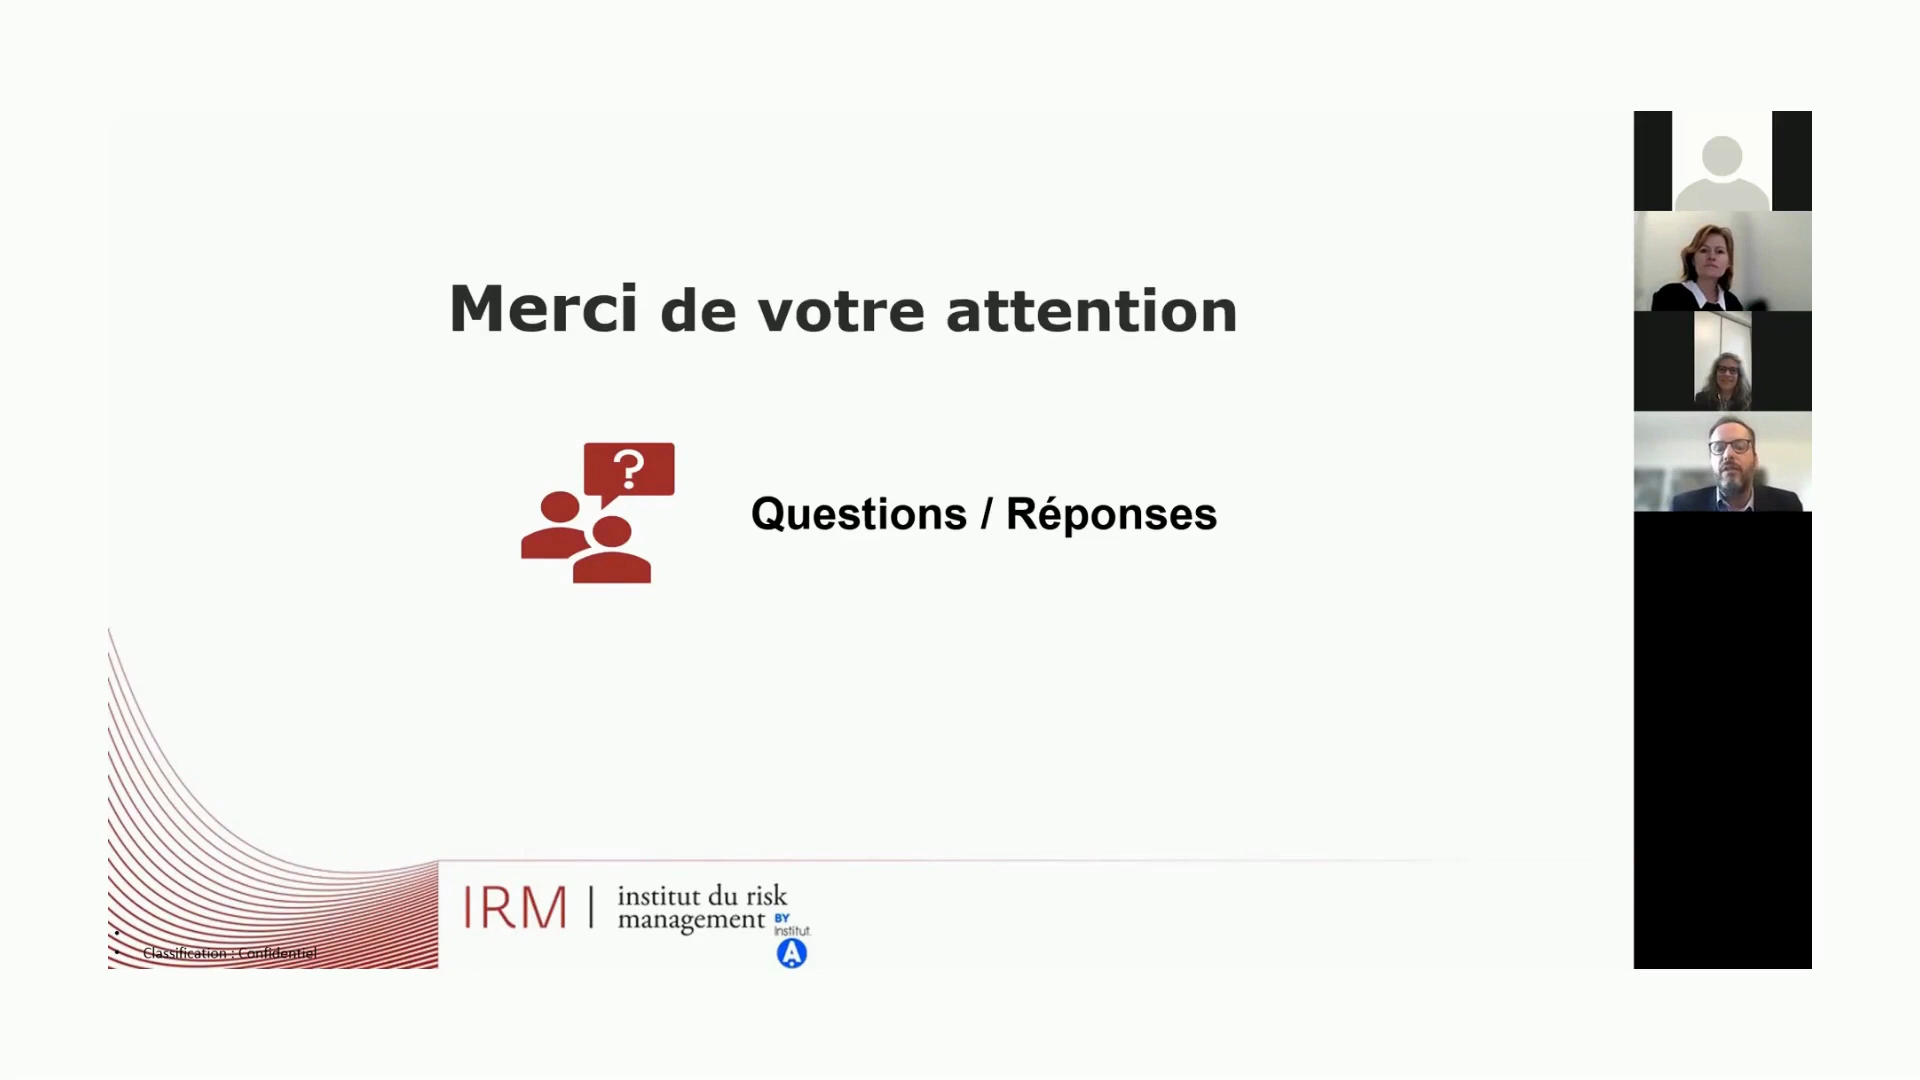 Merci de votre attention
?
Questions / Réponses
IRM | institut du risk
management BY
Institut
A
Classification : Confidentiel